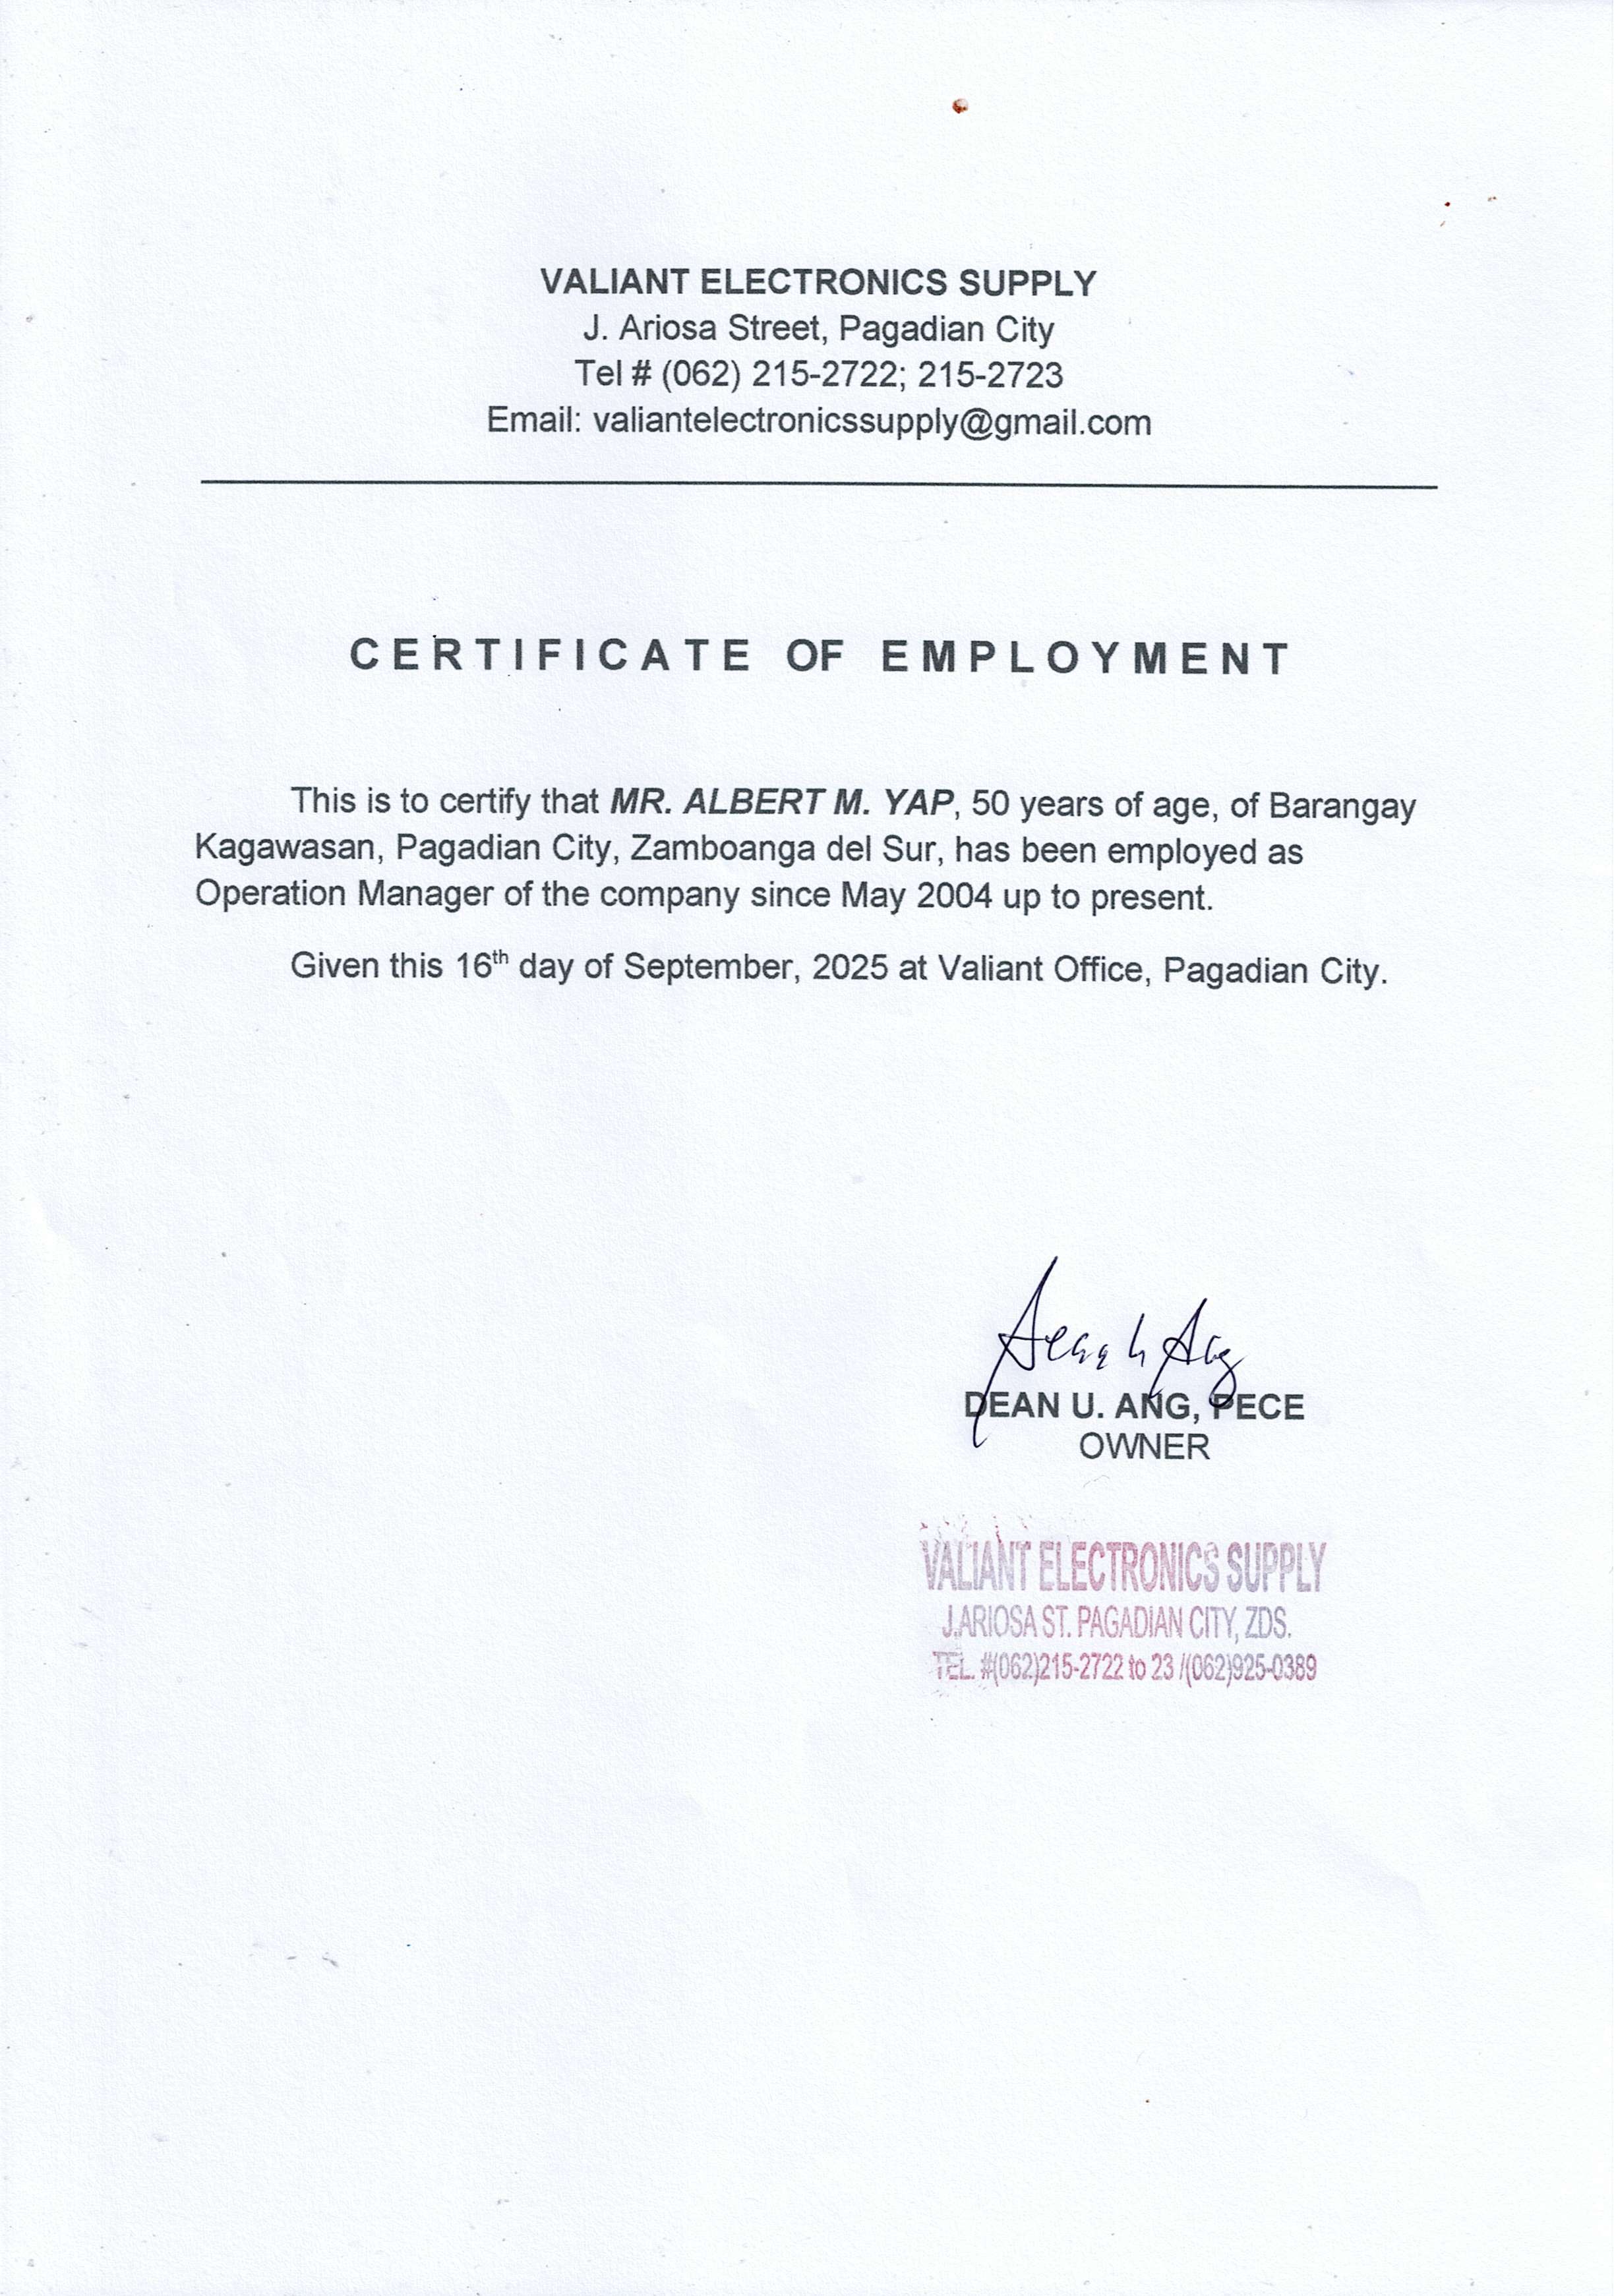 VALIANT ELECTRONICS SUPPLY
J. Ariosa Street, Pagadian City
Tel # (062) 215-2722; 215-2723
Email: valiantelectronicssupply@gmail.com
CERTIFICATE OF EMPLOYMENT
This is to certify that MR. ALBERT M. YAP, 50 years of age, of Barangay
Kagawasan, Pagadian City, Zamboanga del Sur, has been employed as
Operation Manager of the company since May 2004 up to present.
Given this 16th day of September, 2025 at Valiant Office, Pagadian City.
DEAN U. ANG, PECE
OWNER
VALIANT ELECTRONICS SUPPLY
J.ARIOSA ST. PAGADIAN CITY, ZDS.
TEL. #(062)215-2722 to 23 /(062)925-0389